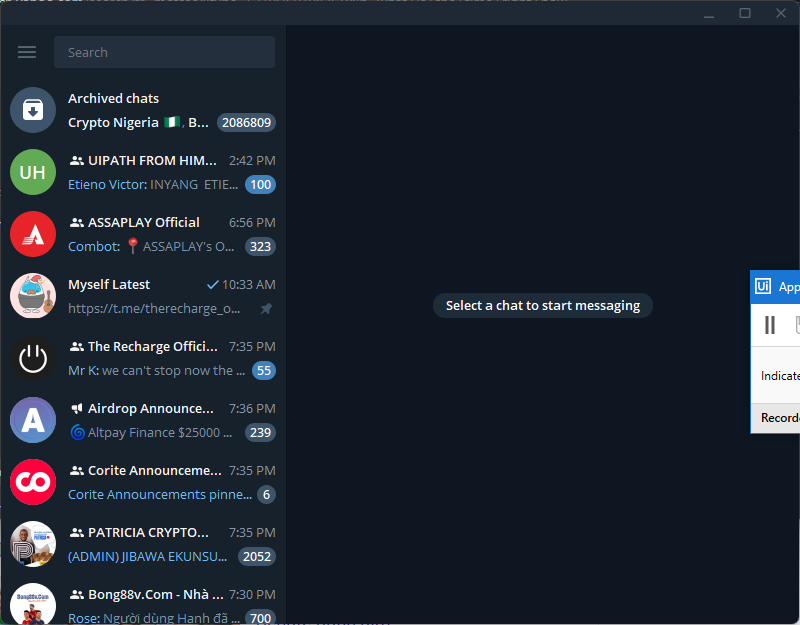 Search
Archived chats
Crypto Nigeria 🇳🇬, B... 2086809
UH
UIPATH FROM HIM... 2:42 PM
Etieno Victor: INYANG ETIE... 100
ASSAPLAY Official 6:56 PM
Combot: 📍 ASSAPLAY's O... 323
Myself Latest 10:33 AM
https://t.me/therecharge_o...
The Recharge Offici... 7:35 PM
Mr K: we can't stop now the ... 55
A
Airdrop Announce... 7:36 PM
🌀Altpay Finance $25000 ... 239
Corite Announceme... 7:35 PM
Corite Announcements pinne... 6
PATRICIA CRYPTO... 7:35 PM
(ADMIN) JIBAWA EKUNSU... 2052
Bong88v.Com
Bong88v.Com - Nhà ... 7:30 PM
Rose: Người dùng Hanh đã ... 700
Select a chat to start messaging
Ui App
Indicate
Recorde